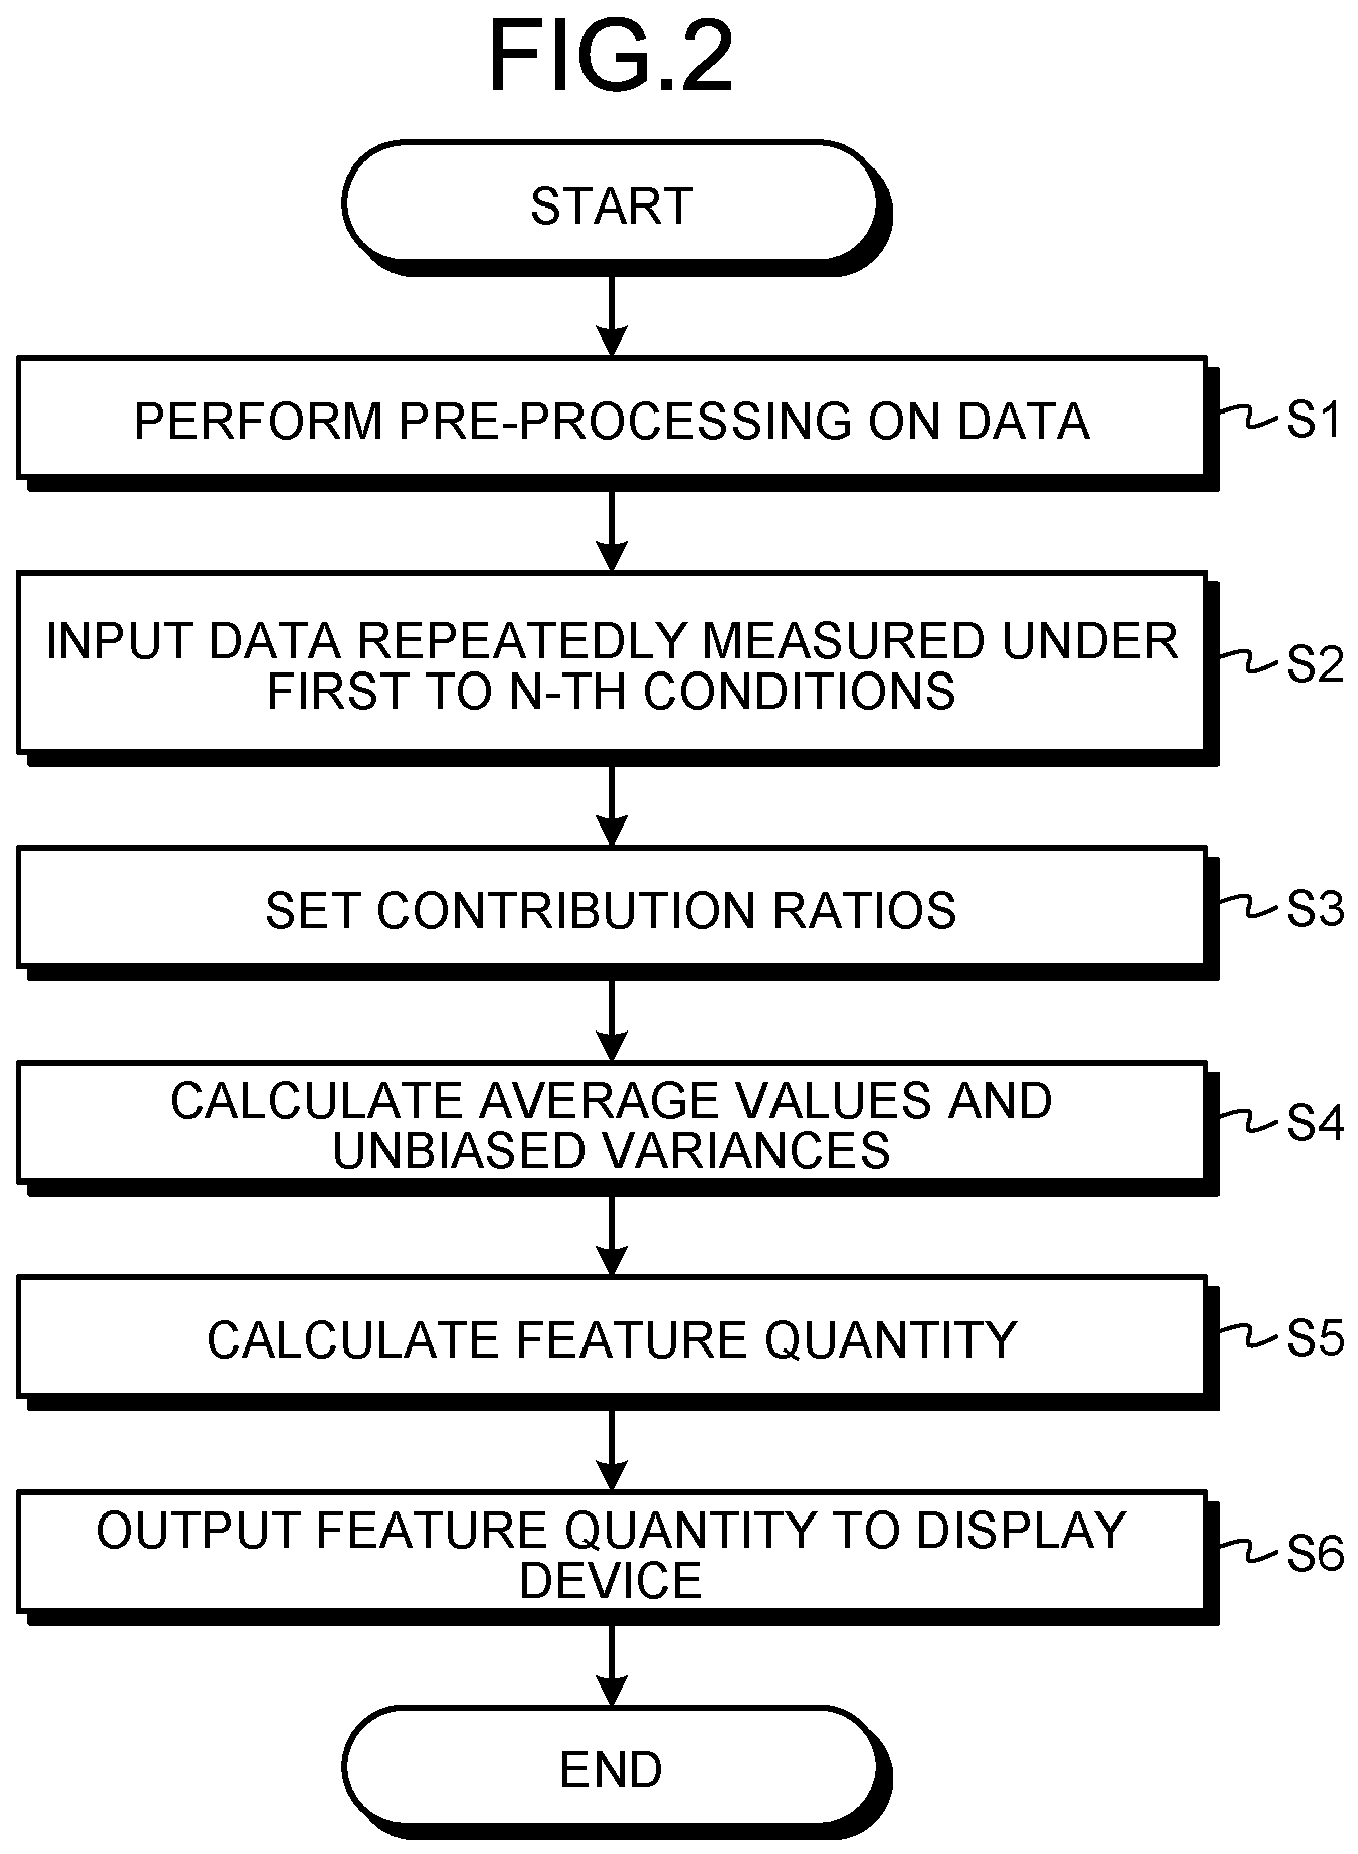 FIG.2
START
PERFORM PRE-PROCESSING ON DATA
S1
INPUT DATA REPEATEDLY MEASURED UNDER
FIRST TO N-TH CONDITIONS
S2
SET CONTRIBUTION RATIOS
S3
CALCULATE AVERAGE VALUES AND
UNBIASED VARIANCES
S4
CALCULATE FEATURE QUANTITY
S5
OUTPUT FEATURE QUANTITY TO DISPLAY
DEVICE
S6
END